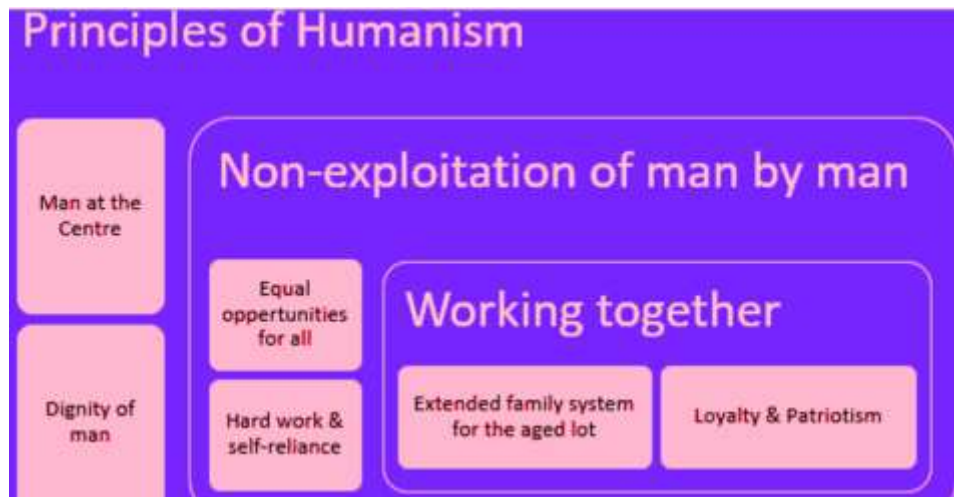 Principles of Humanism
Man at the
Centre
Dignity of
man
Non-exploitation of man by man
Equal
oppertunities
for all
Hard work &
self-reliance
Working together
Extended family system
for the aged lot
Loyalty & Patriotism